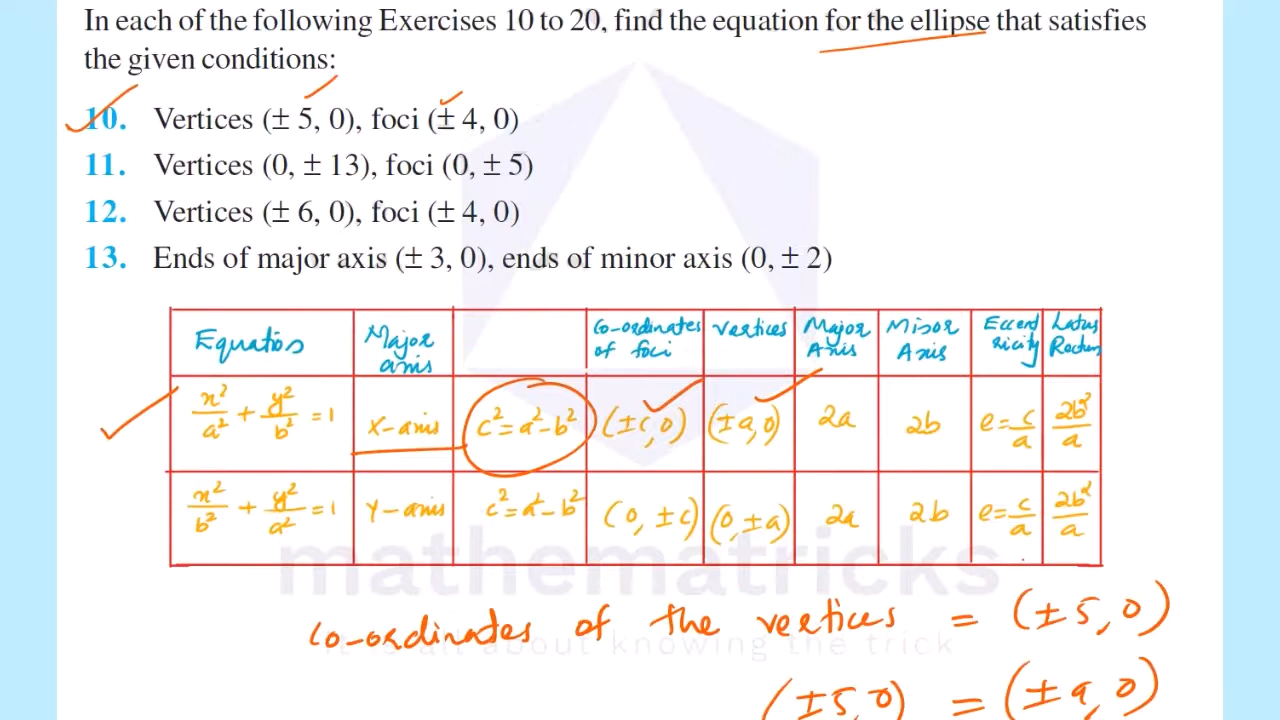 In each of the following Exercises 10 to 20, find the equation for the ellipse that satisfies
the given conditions:
10. Vertices (± 5, 0), foci (± 4, 0)
11. Vertices (0, ± 13), foci (0, ± 5)
12. Vertices (± 6, 0), foci (± 4, 0)
13. Ends of major axis (± 3, 0), ends of minor axis (0, ± 2)
Equation | Major axis | | Co-ordinates of foci | Vertices | Major Axis | Minor Axis | Eccentricity | Latus Rectum
x²/a² + y²/b² = 1 | X-axis | c² = a² - b² | (±c, 0) | (±a, 0) | 2a | 2b | e = c/a | 2b²/a
x²/b² + y²/a² = 1 | Y-axis | c² = a² - b² | (0, ±c) | (0, ±a) | 2a | 2b | e = c/a | 2b²/a
mathematricks
Co-ordinates of the vertices = (±5, 0)
about knowing the trick
(±5, 0) = (±a, 0)